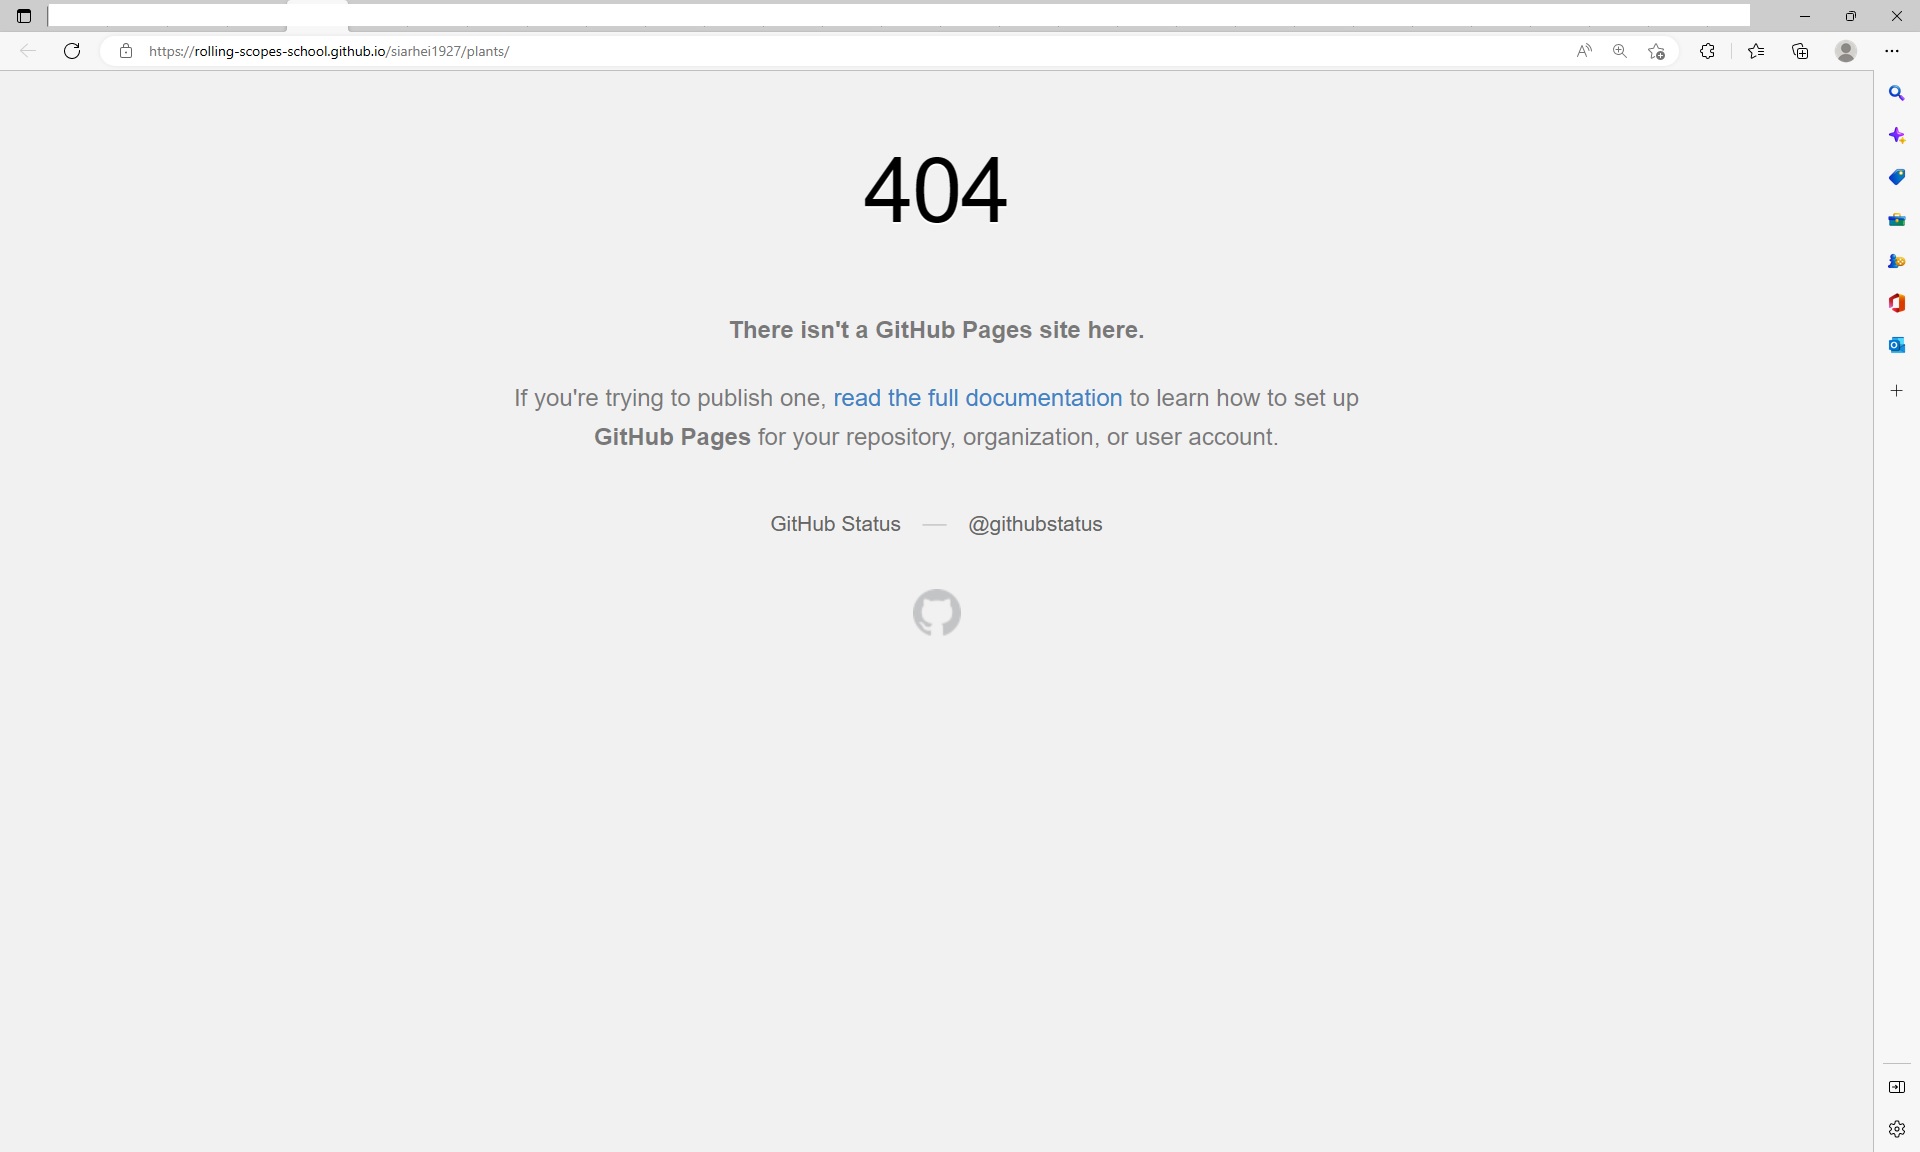 https://rolling-scopes-school.github.io/siarhei1927/plants/
404
There isn't a GitHub Pages site here.
If you're trying to publish one, read the full documentation to learn how to set up
GitHub Pages for your repository, organization, or user account.
GitHub Status — @githubstatus